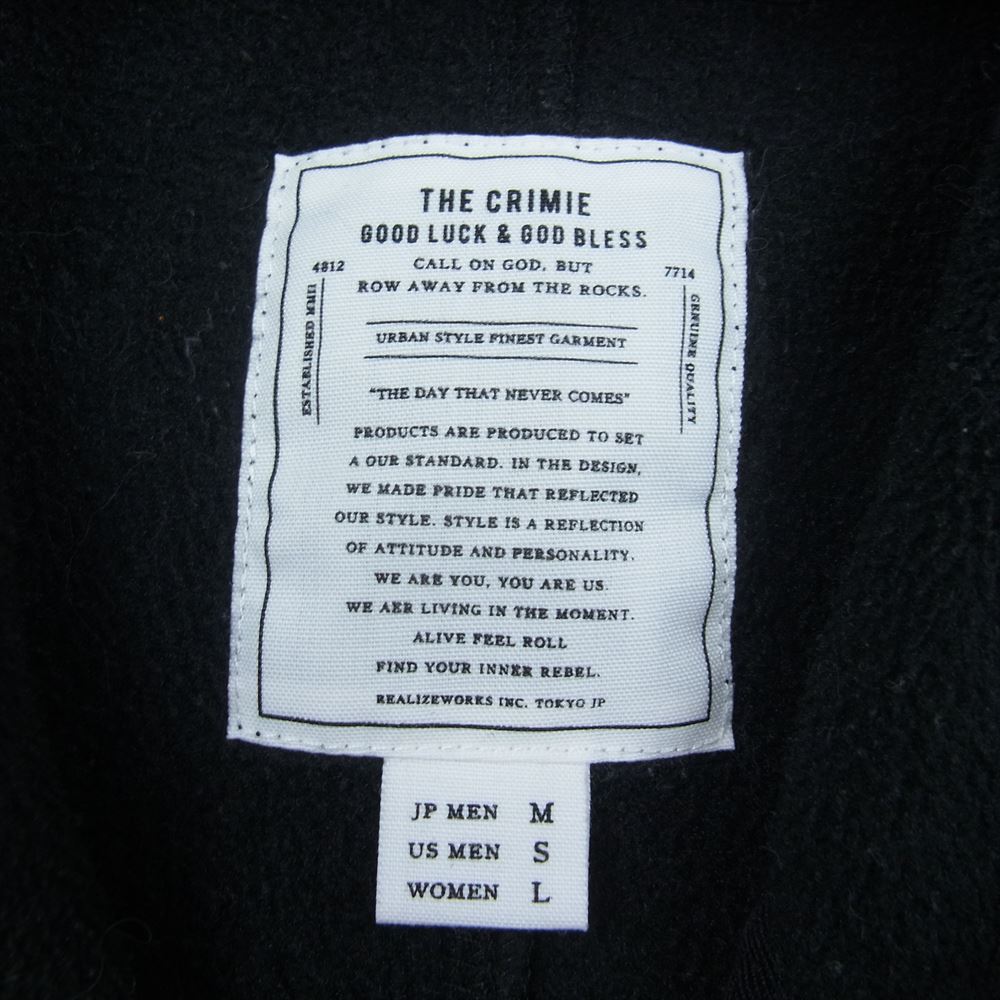 THE CRIMIE
GOOD LUCK & GOD BLESS
4812
CALL ON GOD, BUT
7714
ROW AWAY FROM THE ROCKS.
ESTABLISHED MMII
GENUINE QUALITY
URBAN STYLE FINEST GARMENT
"THE DAY THAT NEVER COMES"
PRODUCTS ARE PRODUCED TO SET
A OUR STANDARD. IN THE DESIGN,
WE MADE PRIDE THAT REFLECTED
OUR STYLE. STYLE IS A REFLECTION
OF ATTITUDE AND PERSONALITY.
WE ARE YOU, YOU ARE US.
WE AER LIVING IN THE MOMENT.
ALIVE FEEL ROLL
FIND YOUR INNER REBEL.
REALIZEWORKS INC. TOKYO JP
JP MEN M
US MEN S
WOMEN L